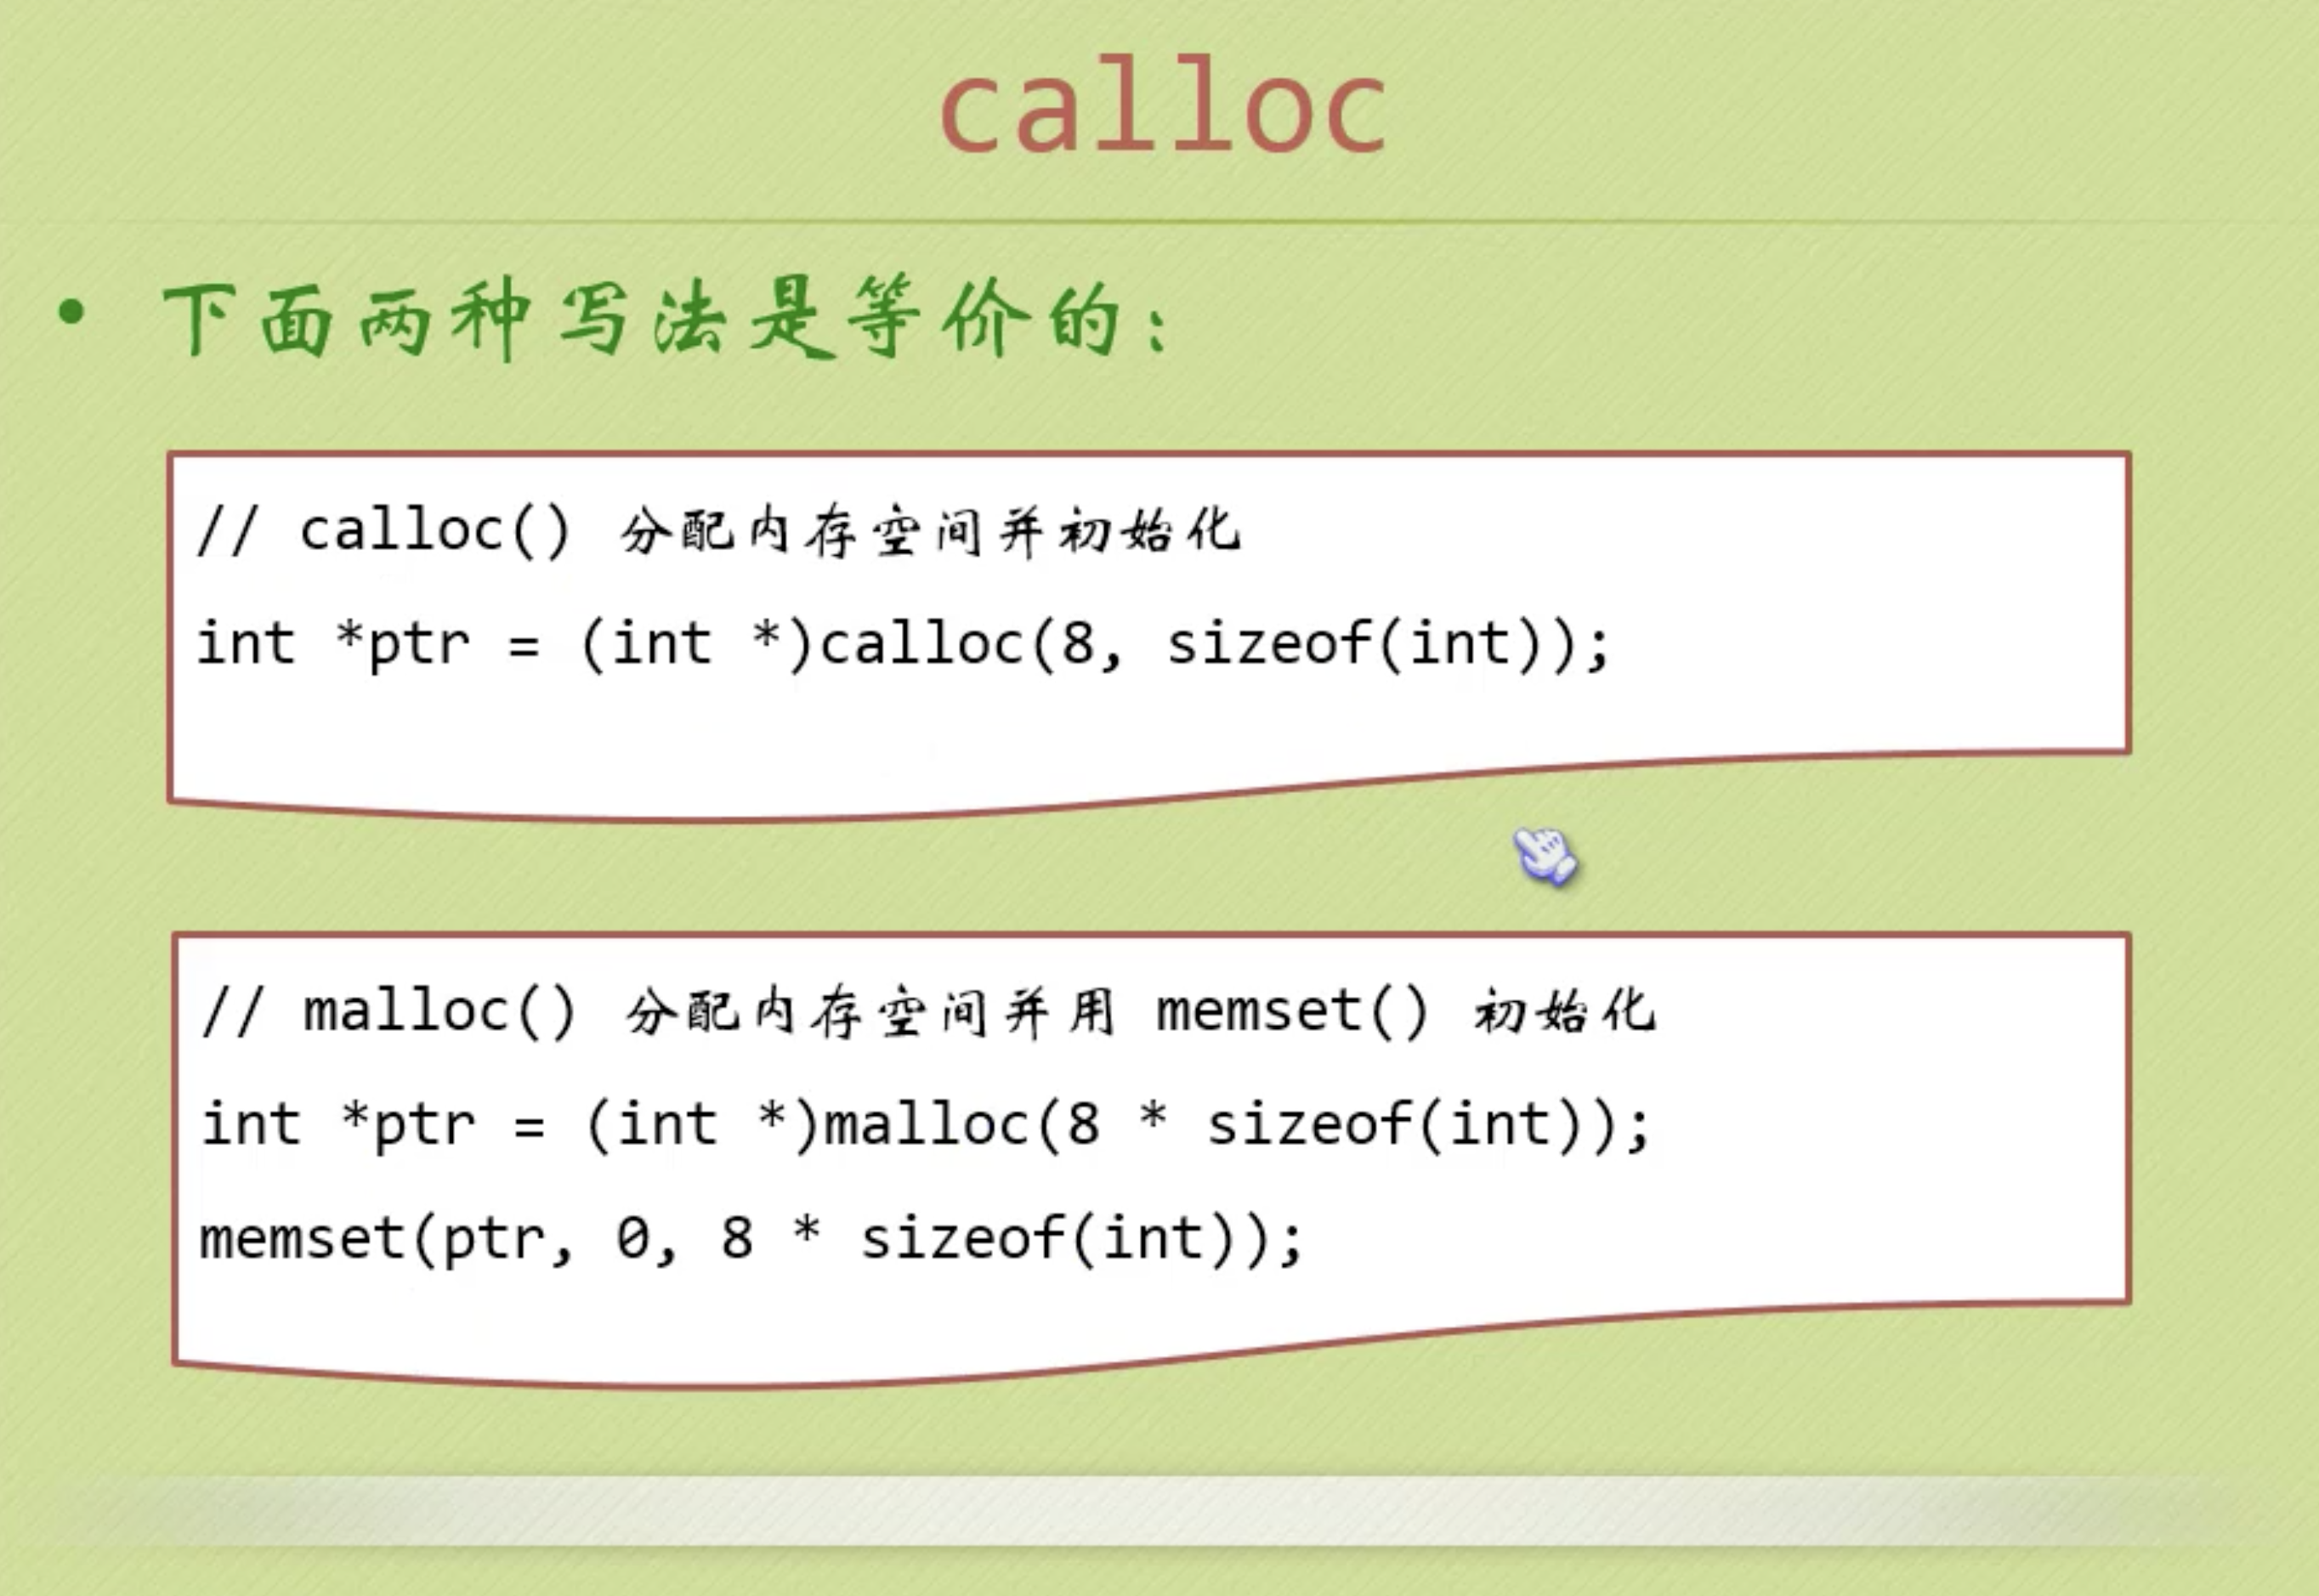 calloc
• 下面两种写法是等价的：
// calloc() 分配内存空间并初始化
int *ptr = (int *)calloc(8, sizeof(int));
// malloc() 分配内存空间并用 memset() 初始化
int *ptr = (int *)malloc(8 * sizeof(int));
memset(ptr, 0, 8 * sizeof(int));